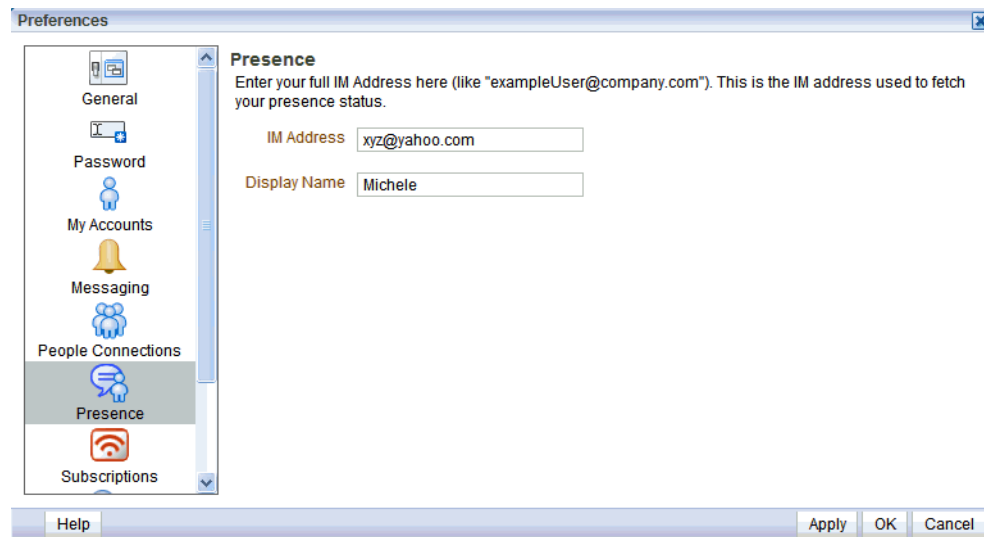 Preferences
General
Password
My Accounts
Messaging
People Connections
Presence
Subscriptions
Presence
Enter your full IM Address here (like "exampleUser@company.com"). This is the IM address used to fetch
your presence status.
IM Address xyz@yahoo.com
Display Name Michele
Help Apply OK Cancel